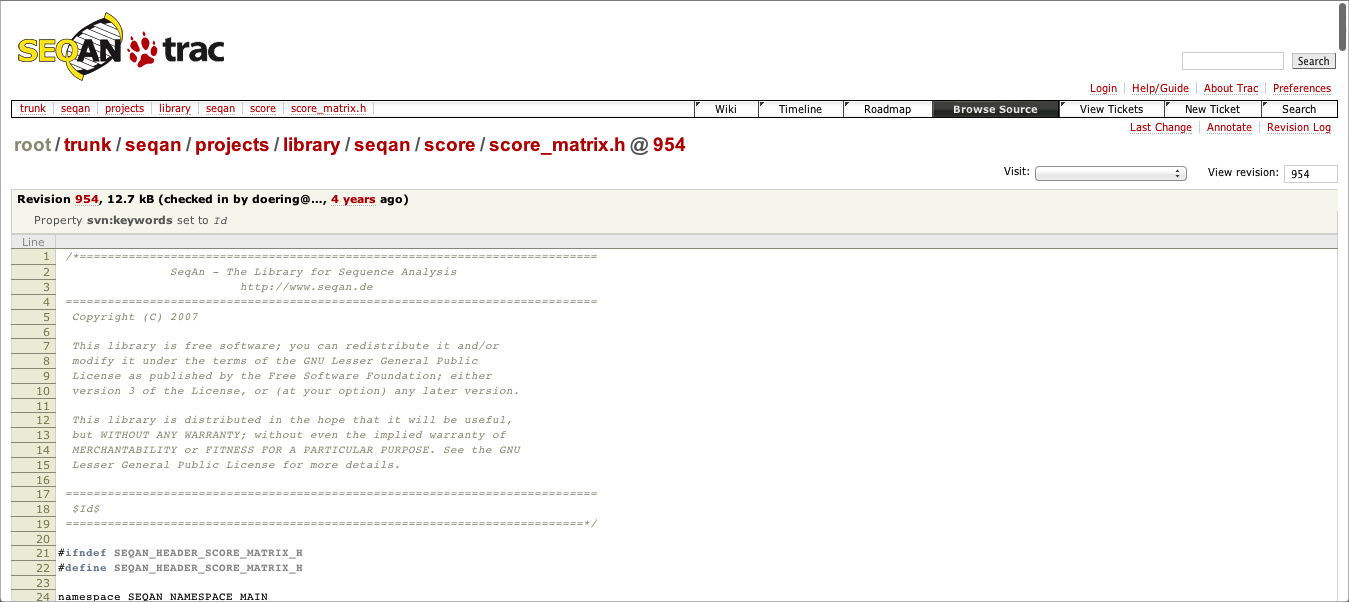 SEQAN trac
Search
Login Help/Guide About Trac Preferences
trunk seqan projects library seqan score score_matrix.h Wiki Timeline Roadmap Browse Source View Tickets New Ticket Search
Last Change Annotate Revision Log
root / trunk / seqan / projects / library / seqan / score / score_matrix.h @ 954
Visit: View revision: 954
Revision 954, 12.7 kB (checked in by doering@…, 4 years ago)
Property svn:keywords set to Id
Line
1 /*==========================================================================
2 SeqAn - The Library for Sequence Analysis
3 http://www.seqan.de
4 ============================================================================
5 Copyright (C) 2007
6
7 This library is free software; you can redistribute it and/or
8 modify it under the terms of the GNU Lesser General Public
9 License as published by the Free Software Foundation; either
10 version 3 of the License, or (at your option) any later version.
11
12 This library is distributed in the hope that it will be useful,
13 but WITHOUT ANY WARRANTY; without even the implied warranty of
14 MERCHANTABILITY or FITNESS FOR A PARTICULAR PURPOSE. See the GNU
15 Lesser General Public License for more details.
16
17 ============================================================================
18 $Id$
19 ==========================================================================*/
20
21 #ifndef SEQAN_HEADER_SCORE_MATRIX_H
22 #define SEQAN_HEADER_SCORE_MATRIX_H
23
24 namespace SEQAN_NAMESPACE_MAIN